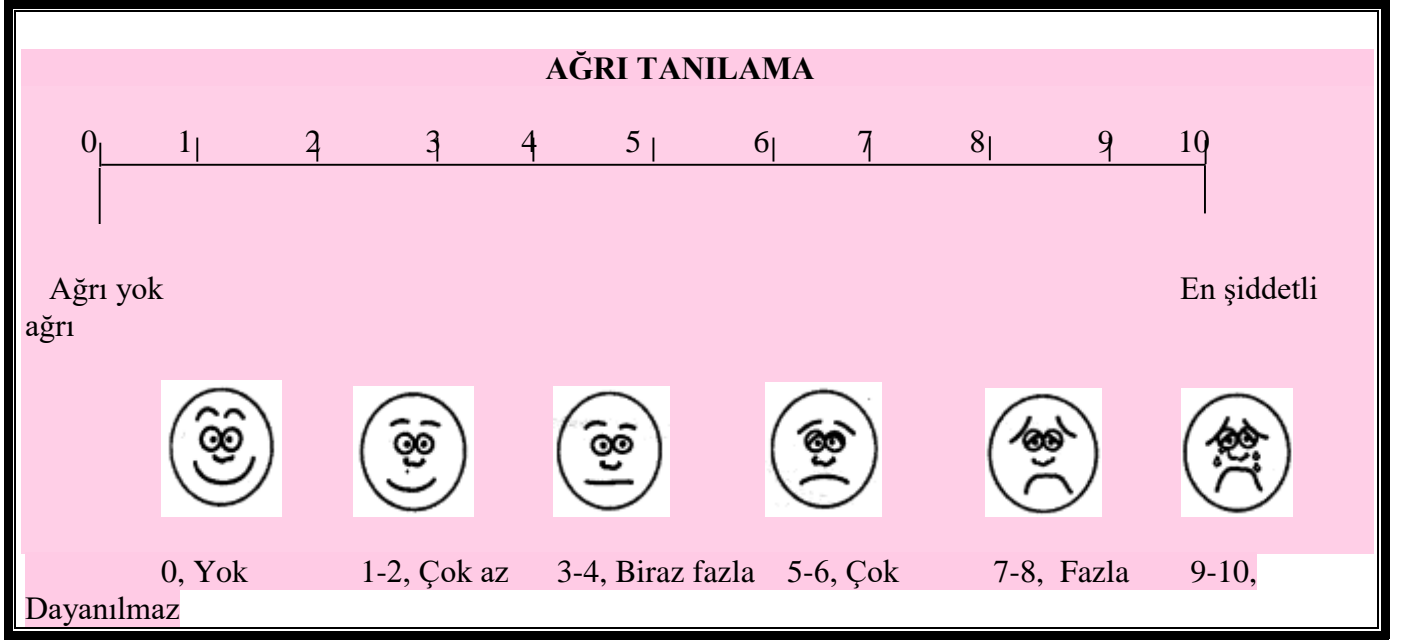 AĞRI TANILAMA
0 1 2 3 4 5 6 7 8 9 10
Ağrı yok En şiddetli
ağrı
0, Yok 1-2, Çok az 3-4, Biraz fazla 5-6, Çok 7-8, Fazla 9-10,
Dayanılmaz